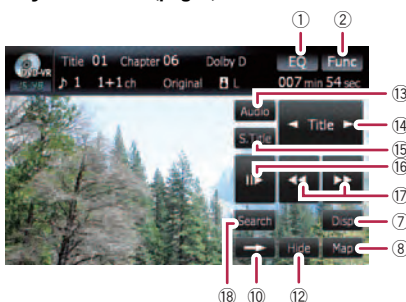 ① ②
Title 01 Chapter 06 Dolby D EQ Func
DVD-VR
1 1+1 ch Original L 007 min 54 sec
Audio ⑬
◄ Title ► ⑭
S.Title ⑮
⑯
⑰
Search Disp ⑦
Hide Map ⑧
⑱ ⑩ ⑫